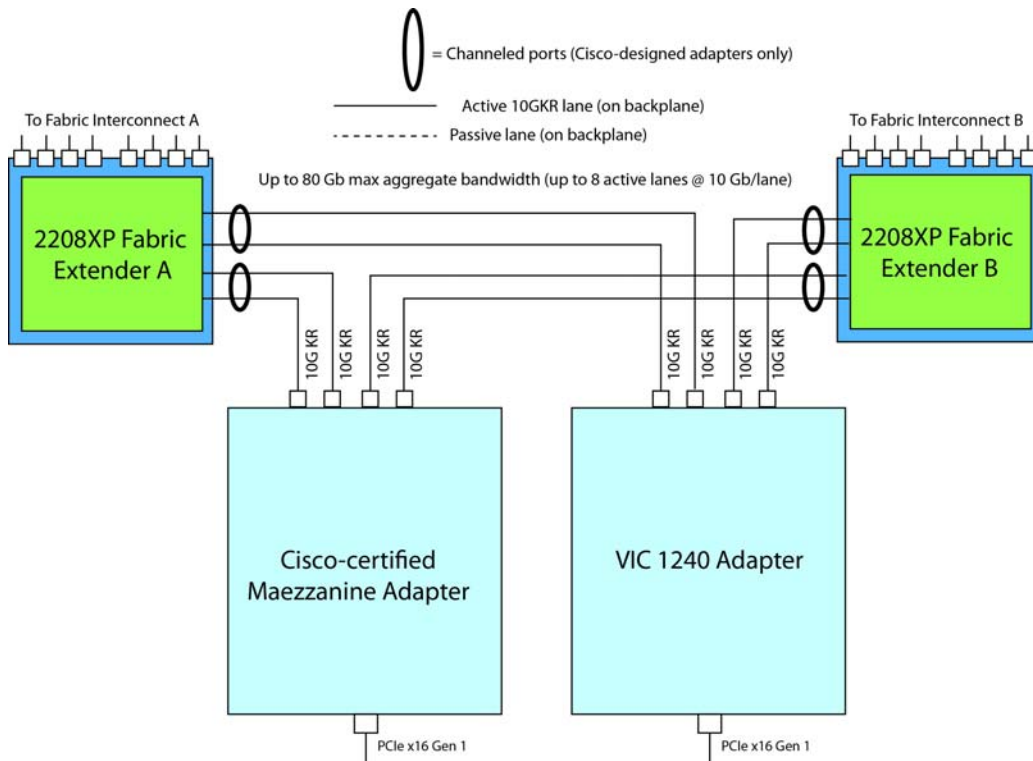 = Channeled ports (Cisco-designed adapters only)
Active 10GKR lane (on backplane)
Passive lane (on backplane)
To Fabric Interconnect A
To Fabric Interconnect B
Up to 80 Gb max aggregate bandwidth (up to 8 active lanes @ 10 Gb/lane)
2208XP Fabric
Extender A
2208XP Fabric
Extender B
10G KR
10G KR
10G KR
10G KR
10G KR
10G KR
10G KR
10G KR
Cisco-certified
Maezzanine Adapter
VIC 1240 Adapter
PCIe x16 Gen 1
PCIe x16 Gen 1